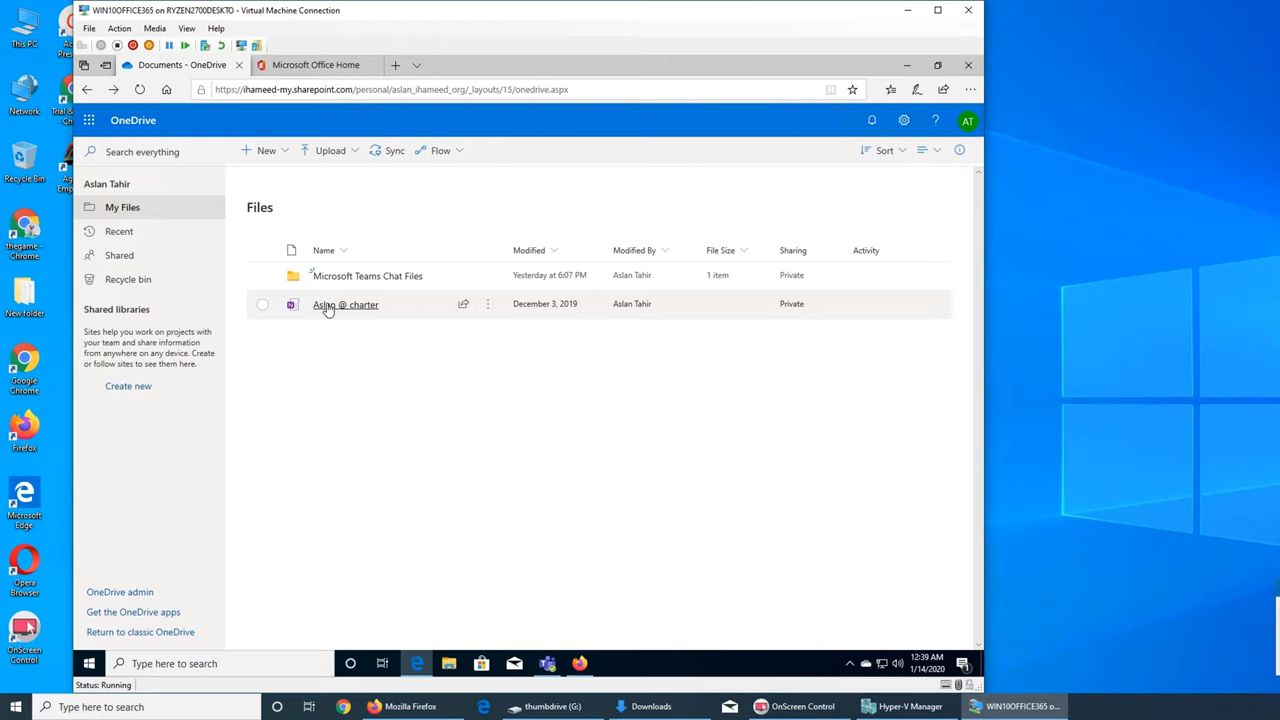 WIN10OFFICE365 on RYZEN2700DESKTO - Virtual Machine Connection
File Action Media View Help
Documents - OneDrive
Microsoft Office Home
https://ihameed-my.sharepoint.com/personal/aslan_ihameed_org/_layouts/15/onedrive.aspx
OneDrive
AT
Search everything
New
Upload
Sync
Flow
Sort
Aslan Tahir
My Files
Recent
Shared
Recycle bin
Shared libraries
Sites help you work on projects with
your team and share information
from anywhere on any device. Create
or follow sites to see them here.
Create new
OneDrive admin
Get the OneDrive apps
Return to classic OneDrive
Files
Name Modified Modified By File Size Sharing Activity
Microsoft Teams Chat Files Yesterday at 6:07 PM Aslan Tahir 1 item Private
Aslan @ charter December 3, 2019 Aslan Tahir Private
Type here to search
12:39 AM
1/14/2020
Status: Running
This PC
Network
Recycle Bin
thegame -
Chrome
New folder
Google
Chrome
Firefox
Microsoft
Edge
Opera
Browser
OnScreen
Control
Type here to search
Mozilla Firefox
thumbdrive (G:)
Downloads
OnScreen Control
Hyper-V Manager
WIN10OFFICE365 o...